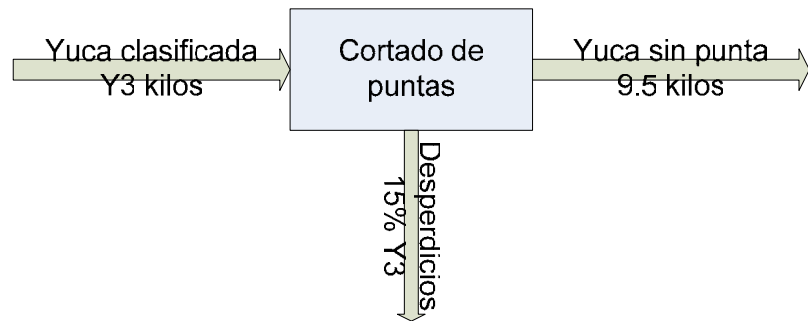 Yuca clasificada
Y3 kilos
Cortado de
puntas
Yuca sin punta
9.5 kilos
Desperdicios
15% Y3